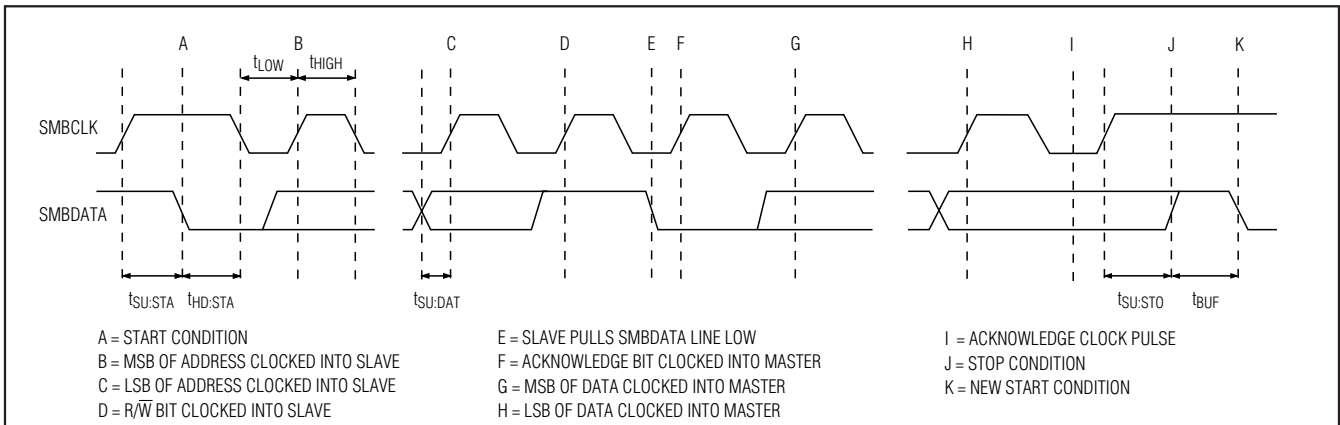 A B C D E F G H I J K
tLOW tHIGH
SMBCLK
SMBDATA
tSU:STA tHD:STA tSU:DAT tSU:STO tBUF
A = START CONDITION
B = MSB OF ADDRESS CLOCKED INTO SLAVE
C = LSB OF ADDRESS CLOCKED INTO SLAVE
D = R/W̅ BIT CLOCKED INTO SLAVE
E = SLAVE PULLS SMBDATA LINE LOW
F = ACKNOWLEDGE BIT CLOCKED INTO MASTER
G = MSB OF DATA CLOCKED INTO MASTER
H = LSB OF DATA CLOCKED INTO MASTER
I = ACKNOWLEDGE CLOCK PULSE
J = STOP CONDITION
K = NEW START CONDITION